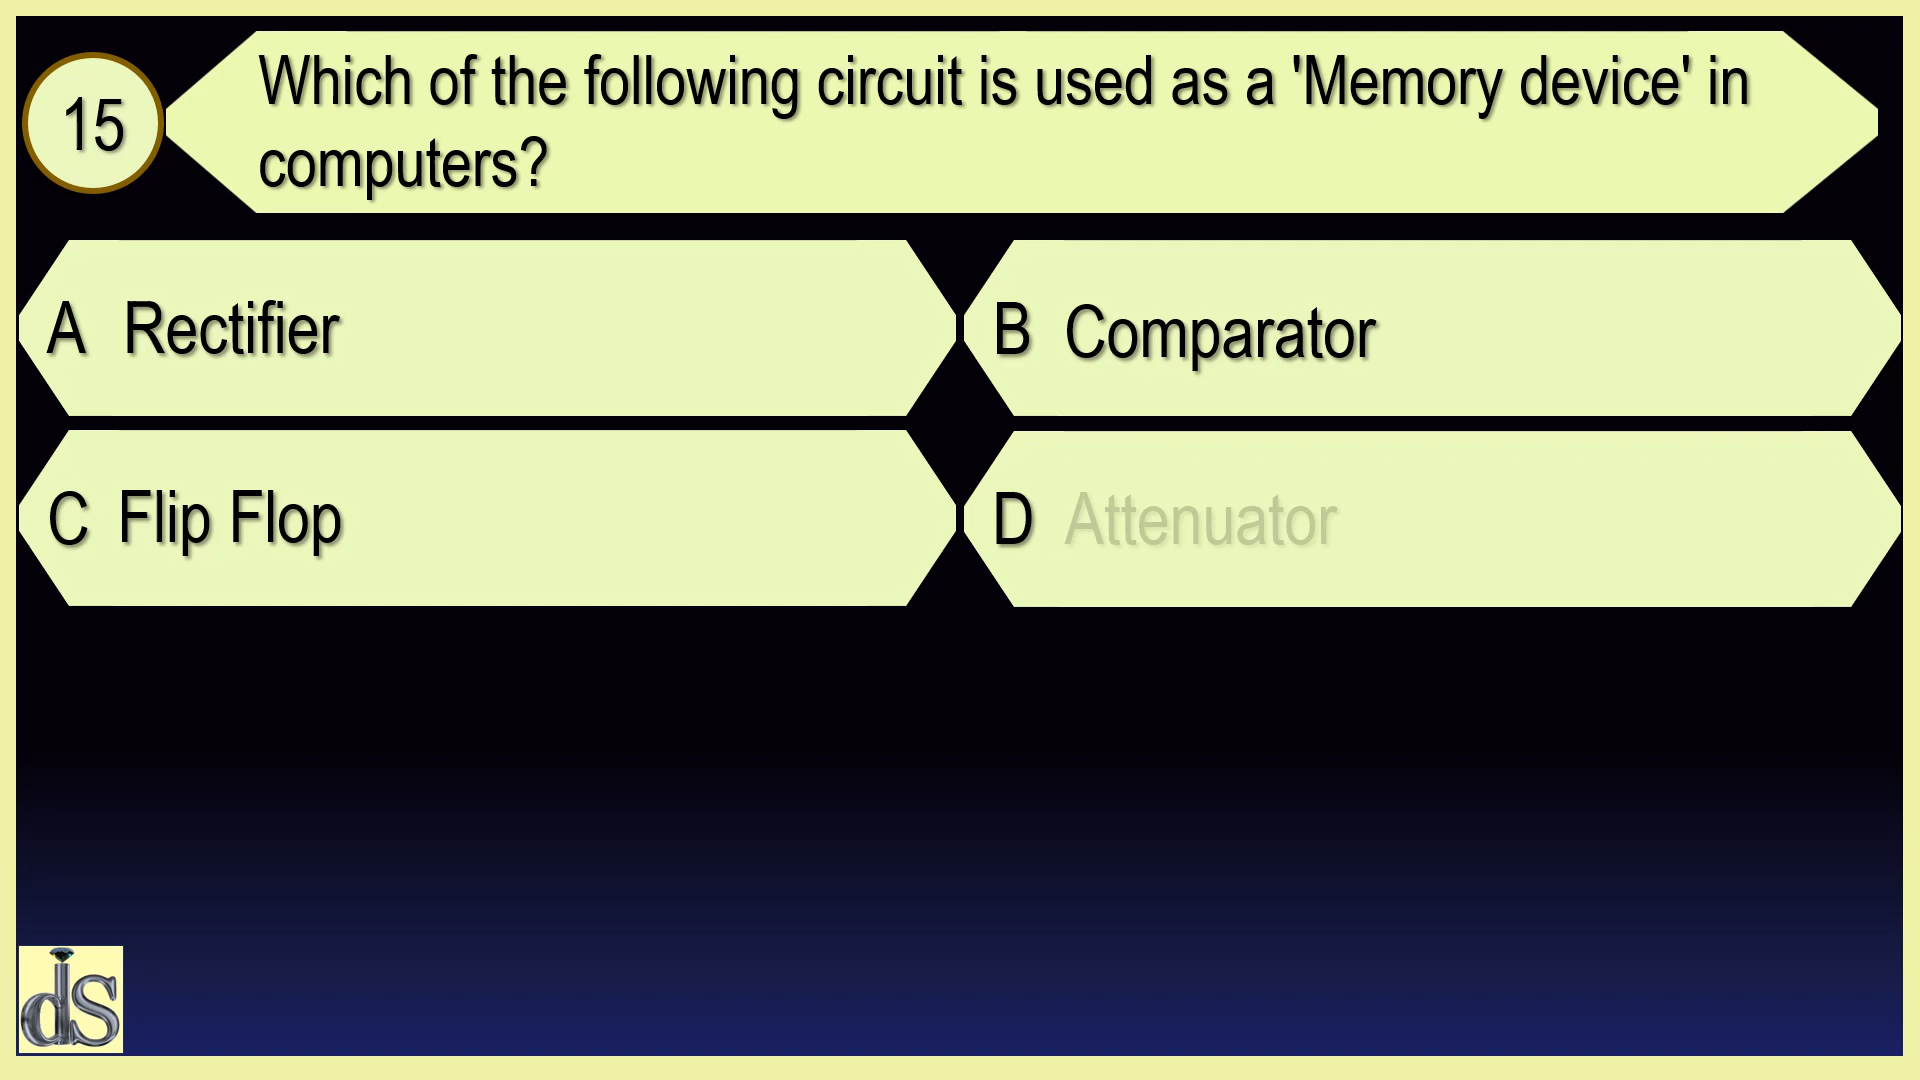 15
Which of the following circuit is used as a 'Memory device' in
computers?
A Rectifier
B Comparator
C Flip Flop
D Attenuator
ds